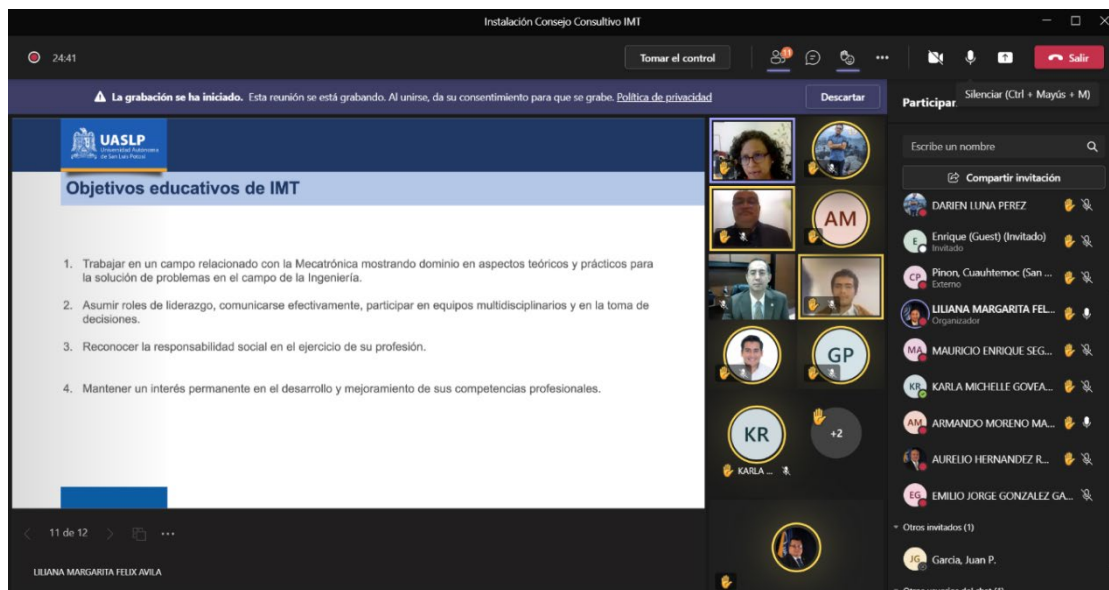 Instalación Consejo Consultivo IMT
24:41
Tomar el control
11
Salir
La grabación se ha iniciado. Esta reunión se está grabando. Al unirse, da su consentimiento para que se grabe. Política de privacidad
Descartar
Participan
Silenciar (Ctrl + Mayús + M)
UASLP
Universidad Autónoma
de San Luis Potosí
Objetivos educativos de IMT
1. Trabajar en un campo relacionado con la Mecatrónica mostrando dominio en aspectos teóricos y prácticos para
la solución de problemas en el campo de la Ingeniería.
2. Asumir roles de liderazgo, comunicarse efectivamente, participar en equipos multidisciplinarios y en la toma de
decisiones.
3. Reconocer la responsabilidad social en el ejercicio de su profesión.
4. Mantener un interés permanente en el desarrollo y mejoramiento de sus competencias profesionales.
11 de 12
LILIANA MARGARITA FELIX AVILA
AM
GP
KR
+2
KARLA ...
Escribe un nombre
Compartir invitación
DARIEN LUNA PEREZ
E
Enrique (Guest) (Invitado)
Invitado
CP
Pinon, Cuauhtemoc (San ...
Externo
LILIANA MARGARITA FEL...
Organizador
MA
MAURICIO ENRIQUE SEG...
KR
KARLA MICHELLE GOVEA...
AM
ARMANDO MORENO MA...
AURELIO HERNANDEZ R...
EG
EMILIO JORGE GONZALEZ GA...
Otros invitados (1)
JG
Garcia, Juan P.